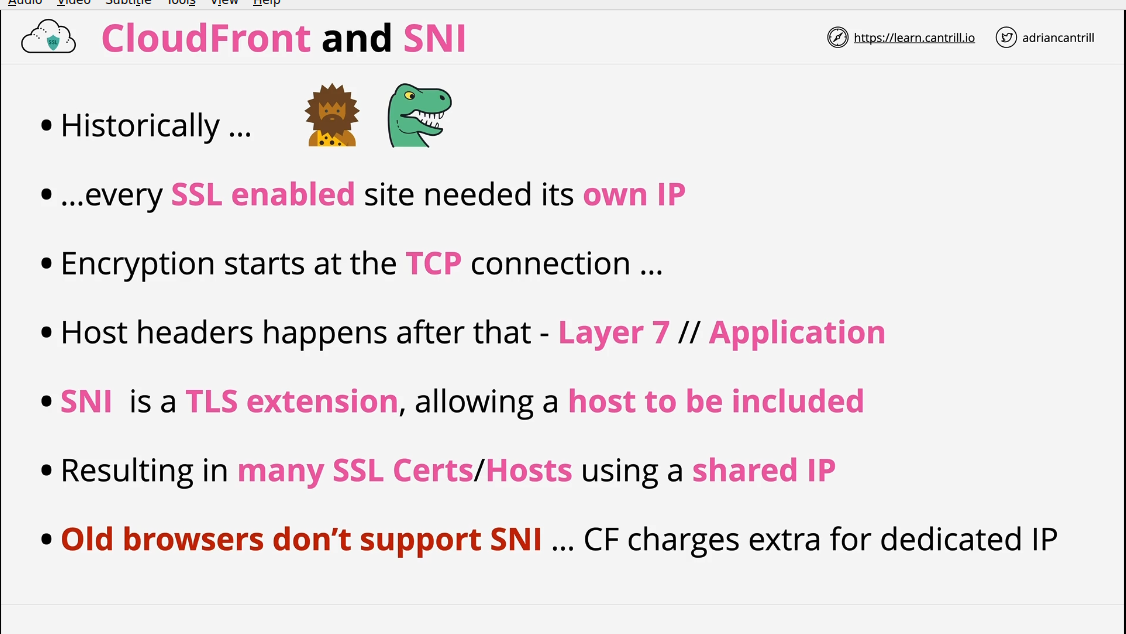 Audio Video Subtitle Tools View Help
CloudFront and SNI
https://learn.cantrill.io adriancantrill
SSL
• Historically ...
• ...every SSL enabled site needed its own IP
• Encryption starts at the TCP connection ...
• Host headers happens after that - Layer 7 // Application
• SNI is a TLS extension, allowing a host to be included
• Resulting in many SSL Certs/Hosts using a shared IP
• Old browsers don’t support SNI ... CF charges extra for dedicated IP